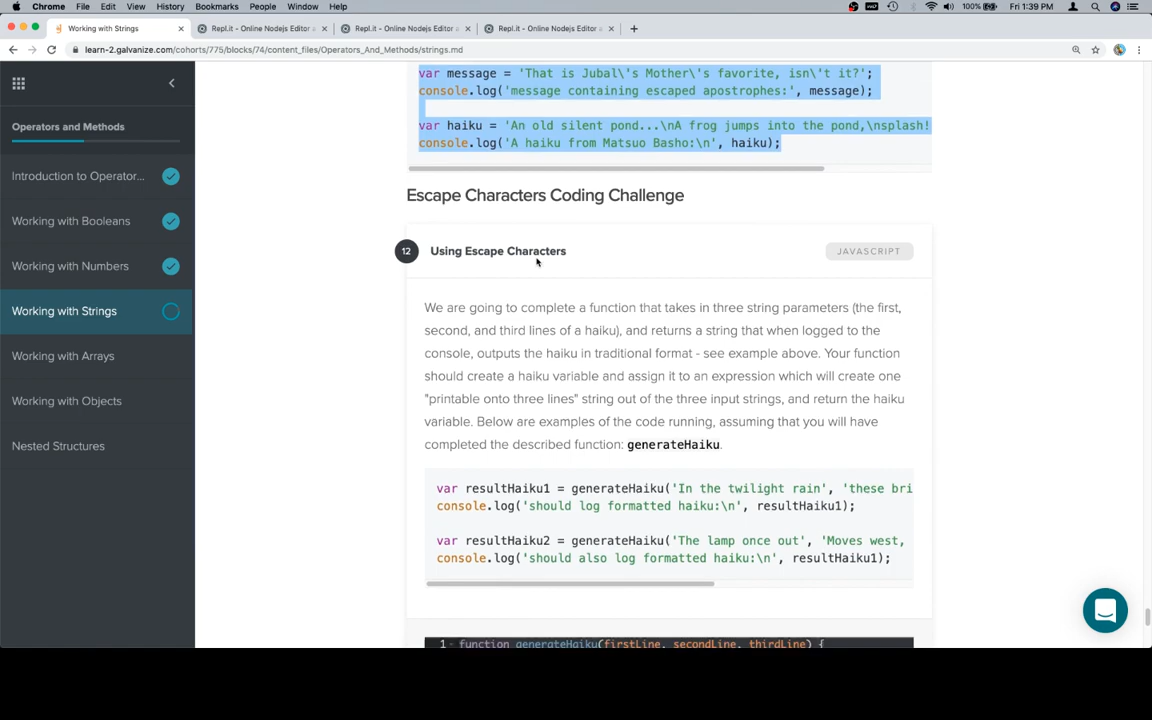 Chrome File Edit View History Bookmarks People Window Help 100% Fri 1:39 PM
Working with Strings
Repl.it - Online Nodejs Editor a
Repl.it - Online Nodejs Editor a
Repl.it - Online Nodejs Editor a
learn-2.galvanize.com/cohorts/775/blocks/74/content_files/Operators_And_Methods/strings.md
Operators and Methods
Introduction to Operator...
Working with Booleans
Working with Numbers
Working with Strings
Working with Arrays
Working with Objects
Nested Structures
var message = 'That is Jubal\'s Mother\'s favorite, isn\'t it?';
console.log('message containing escaped apostrophes:', message);
var haiku = 'An old silent pond...\nA frog jumps into the pond,\nsplash!
console.log('A haiku from Matsuo Basho:\n', haiku);
Escape Characters Coding Challenge
12 Using Escape Characters JAVASCRIPT
We are going to complete a function that takes in three string parameters (the first,
second, and third lines of a haiku), and returns a string that when logged to the
console, outputs the haiku in traditional format - see example above. Your function
should create a haiku variable and assign it to an expression which will create one
"printable onto three lines" string out of the three input strings, and return the haiku
variable. Below are examples of the code running, assuming that you will have
completed the described function: generateHaiku.
var resultHaiku1 = generateHaiku('In the twilight rain', 'these bri
console.log('should log formatted haiku:\n', resultHaiku1);
var resultHaiku2 = generateHaiku('The lamp once out', 'Moves west,
console.log('should also log formatted haiku:\n', resultHaiku1);
1 function generateHaiku(firstLine, secondLine, thirdLine) {